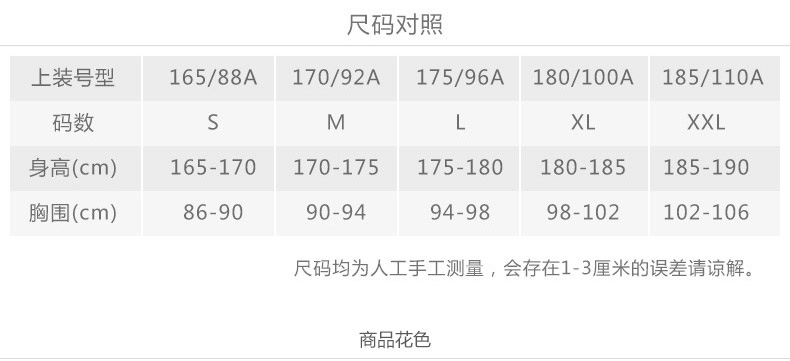 尺码对照
上装号型 165/88A 170/92A 175/96A 180/100A 185/110A
码数 S M L XL XXL
身高(cm) 165-170 170-175 175-180 180-185 185-190
胸围(cm) 86-90 90-94 94-98 98-102 102-106
尺码均为人工手工测量，会存在1-3厘米的误差请谅解。
商品花色